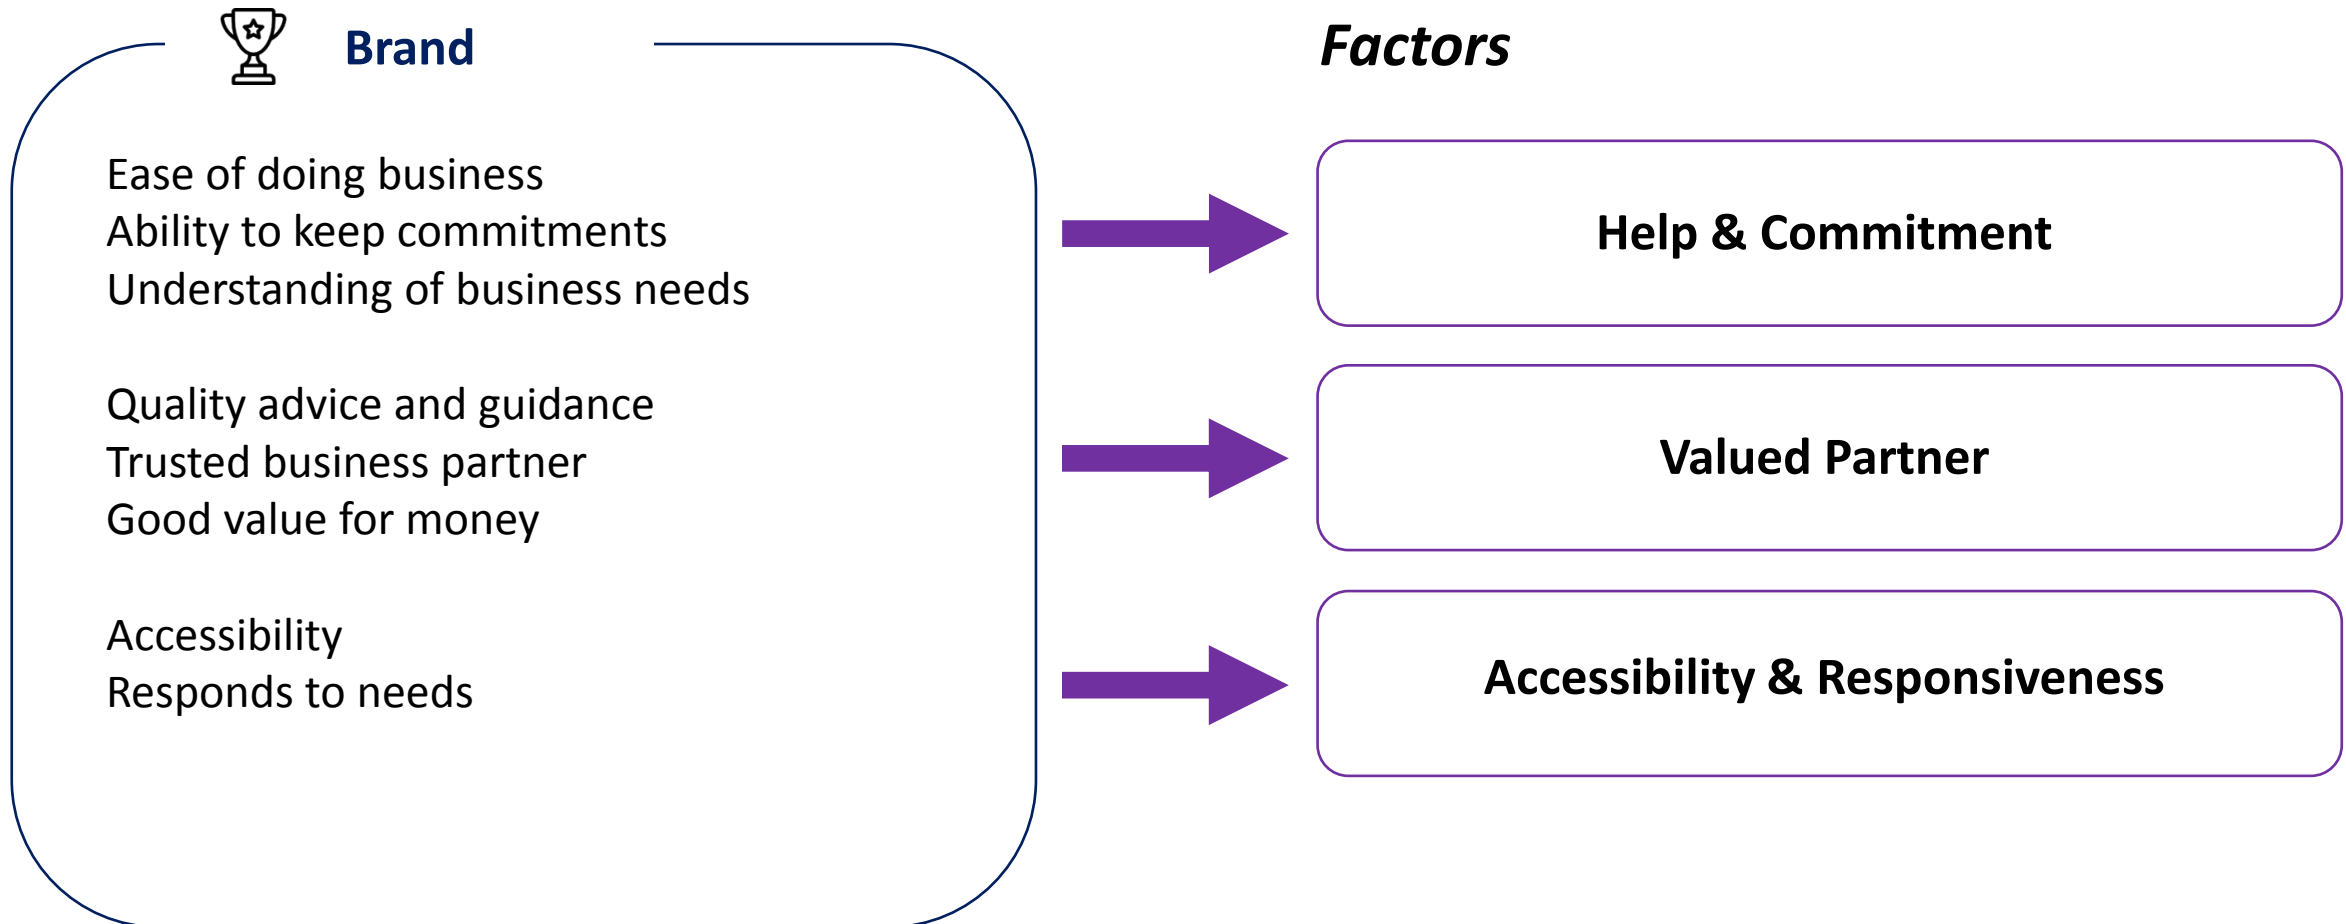 Brand
Factors
Ease of doing business
Ability to keep commitments
Understanding of business needs
Help & Commitment
Quality advice and guidance
Trusted business partner
Good value for money
Valued Partner
Accessibility
Responds to needs
Accessibility & Responsiveness